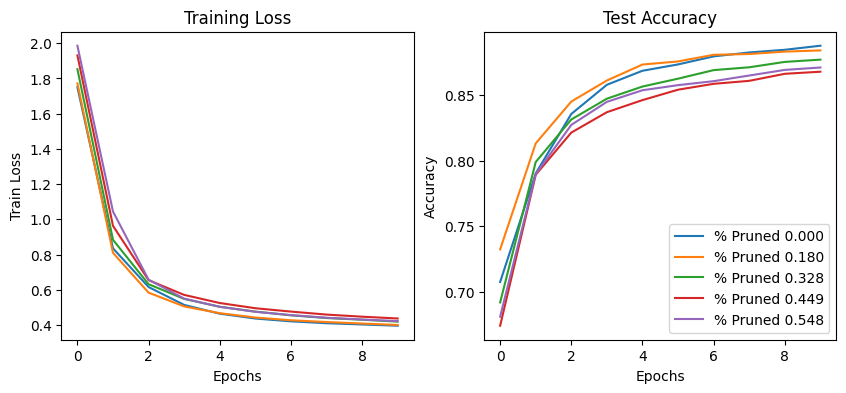 Training Loss
Train Loss
2.0
1.8
1.6
1.4
1.2
1.0
0.8
0.6
0.4
0 2 4 6 8
Epochs
Test Accuracy
Accuracy
0.85
0.80
0.75
0.70
0 2 4 6 8
Epochs
% Pruned 0.000
% Pruned 0.180
% Pruned 0.328
% Pruned 0.449
% Pruned 0.548